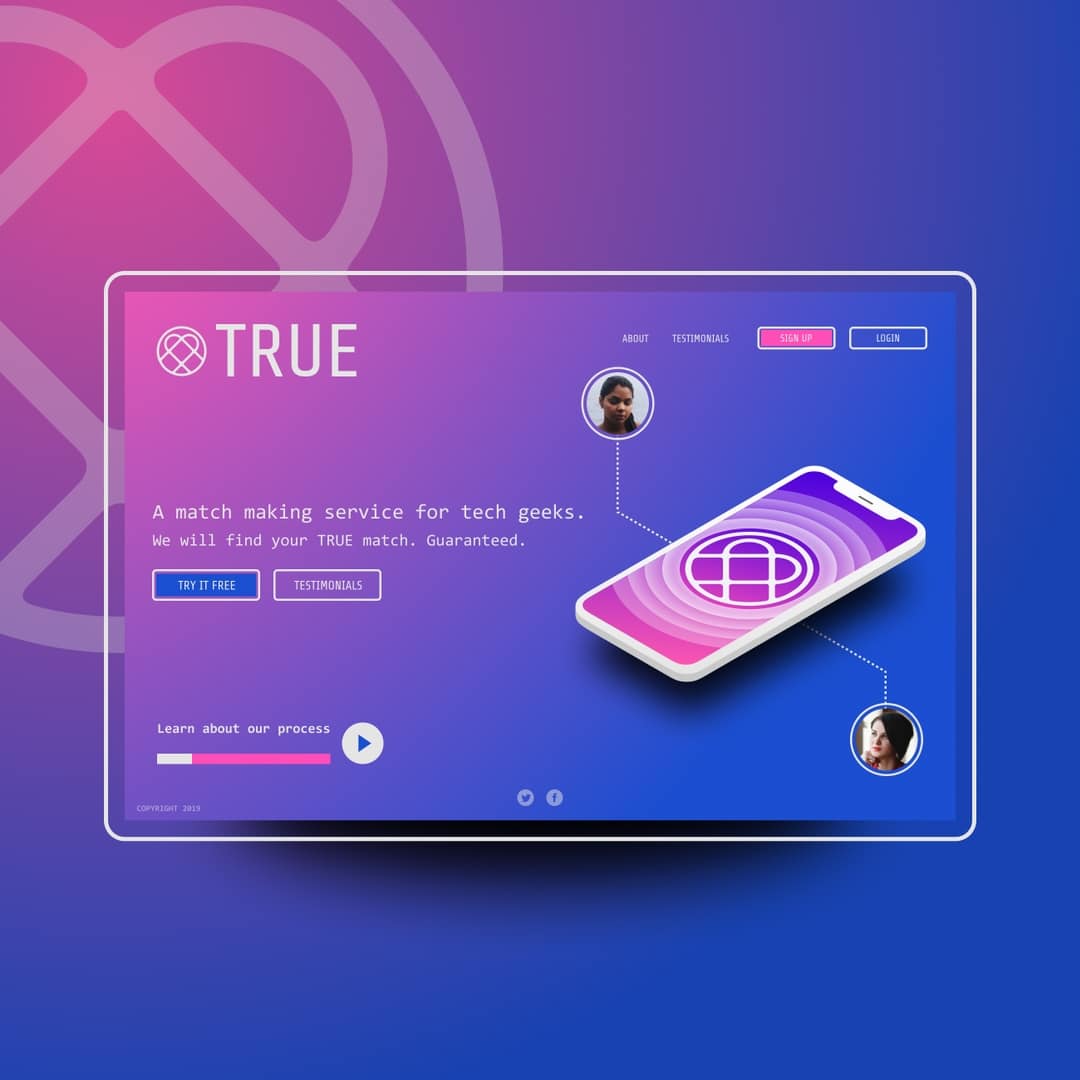 TRUE
ABOUT
TESTIMONIALS
SIGN UP
LOGIN
A match making service for tech geeks.
We will find your TRUE match. Guaranteed.
TRY IT FREE
TESTIMONIALS
Learn about our process
COPYRIGHT 2019